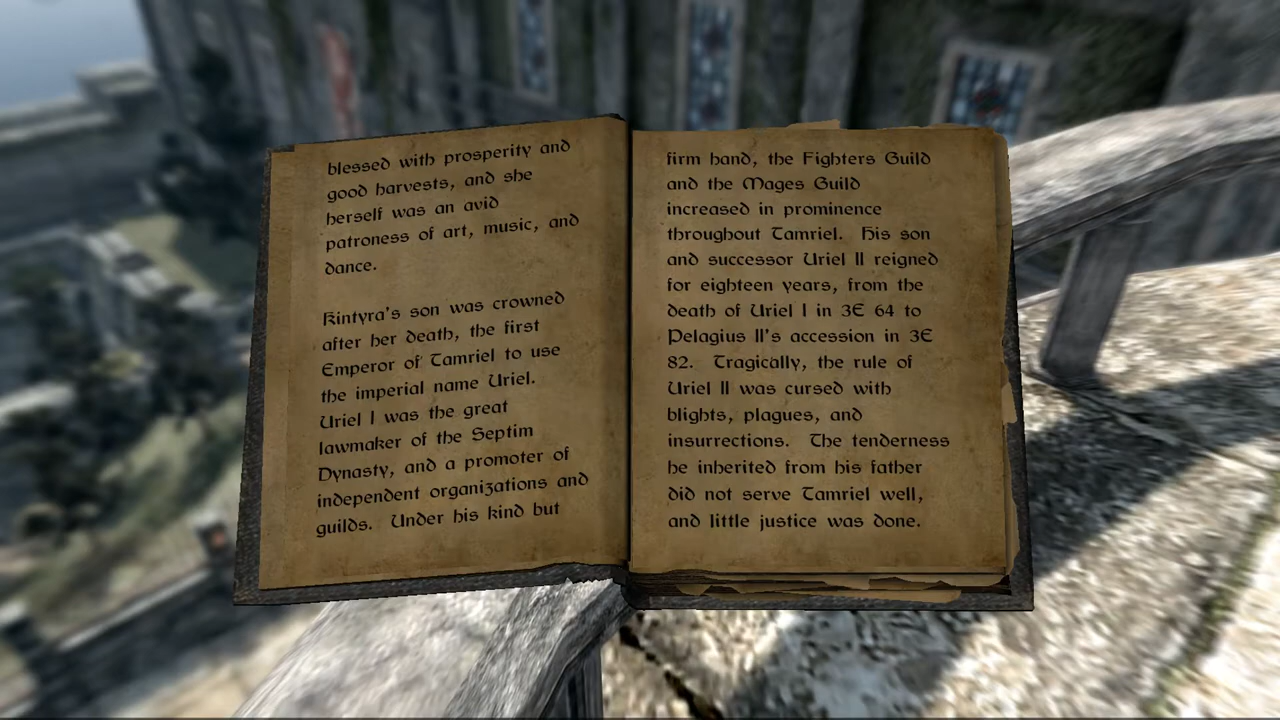 blessed with prosperity and
good harvests, and she
herself was an avid
patroness of art, music, and
dance.
Kintyra's son was crowned
after her death, the first
Emperor of Tamriel to use
the imperial name Uriel.
Uriel I was the great
lawmaker of the Septim
Dynasty, and a promoter of
independent organizations and
guilds.  Under his kind but
firm hand, the Fighters Guild
and the Mages Guild
increased in prominence
throughout Tamriel.  His son
and successor Uriel II reigned
for eighteen years, from the
death of Uriel I in 3E 64 to
Pelagius II's accession in 3E
82.  Tragically, the rule of
Uriel II was cursed with
blights, plagues, and
insurrections.  The tenderness
he inherited from his father
did not serve Tamriel well,
and little justice was done.